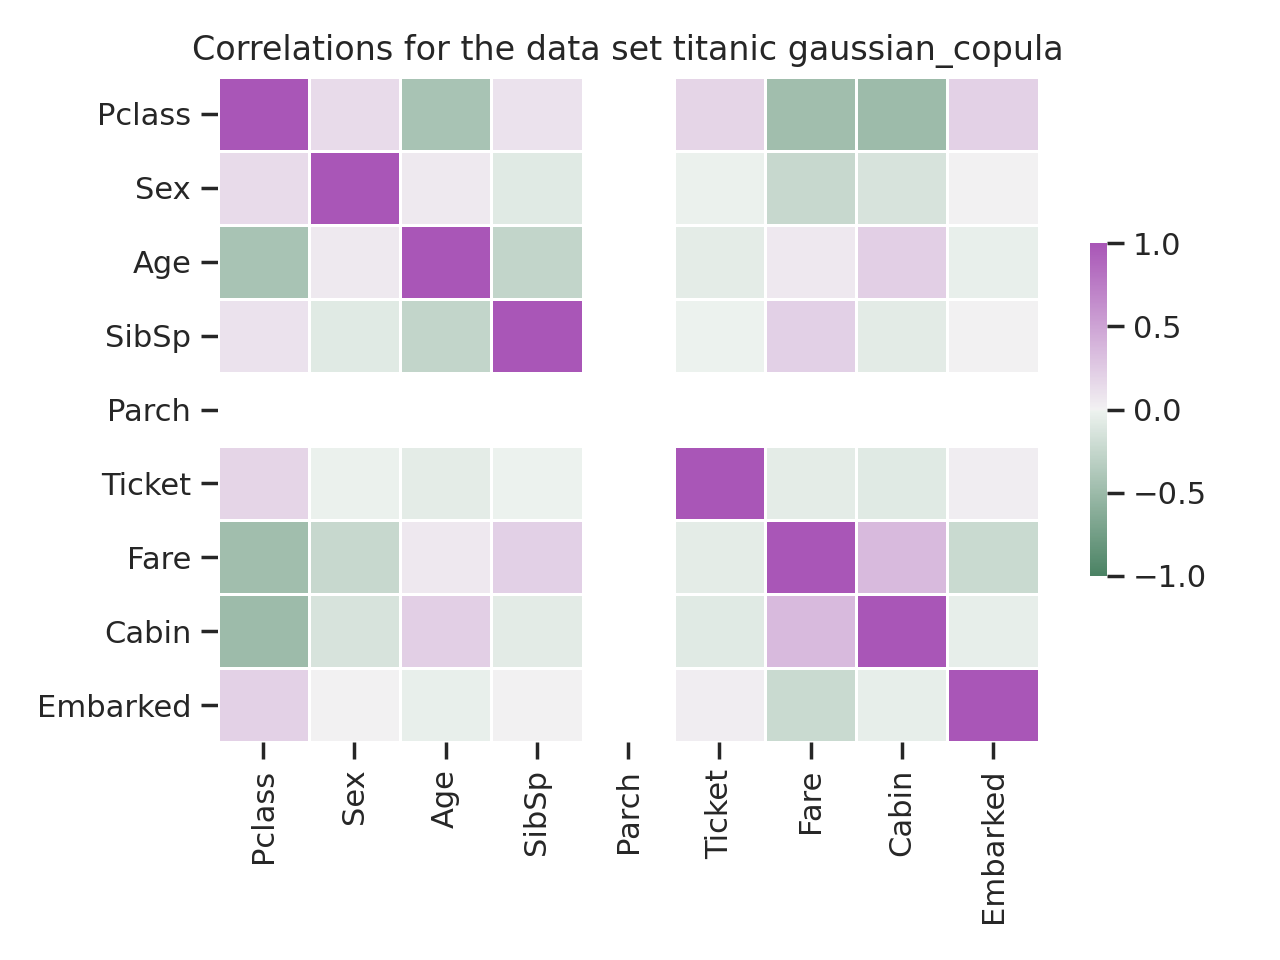 Correlations for the data set titanic gaussian_copula
Pclass
Sex
Age
SibSp
Parch
Ticket
Fare
Cabin
Embarked
Pclass
Sex
Age
SibSp
Parch
Ticket
Fare
Cabin
Embarked
1.0
0.5
0.0
−0.5
−1.0